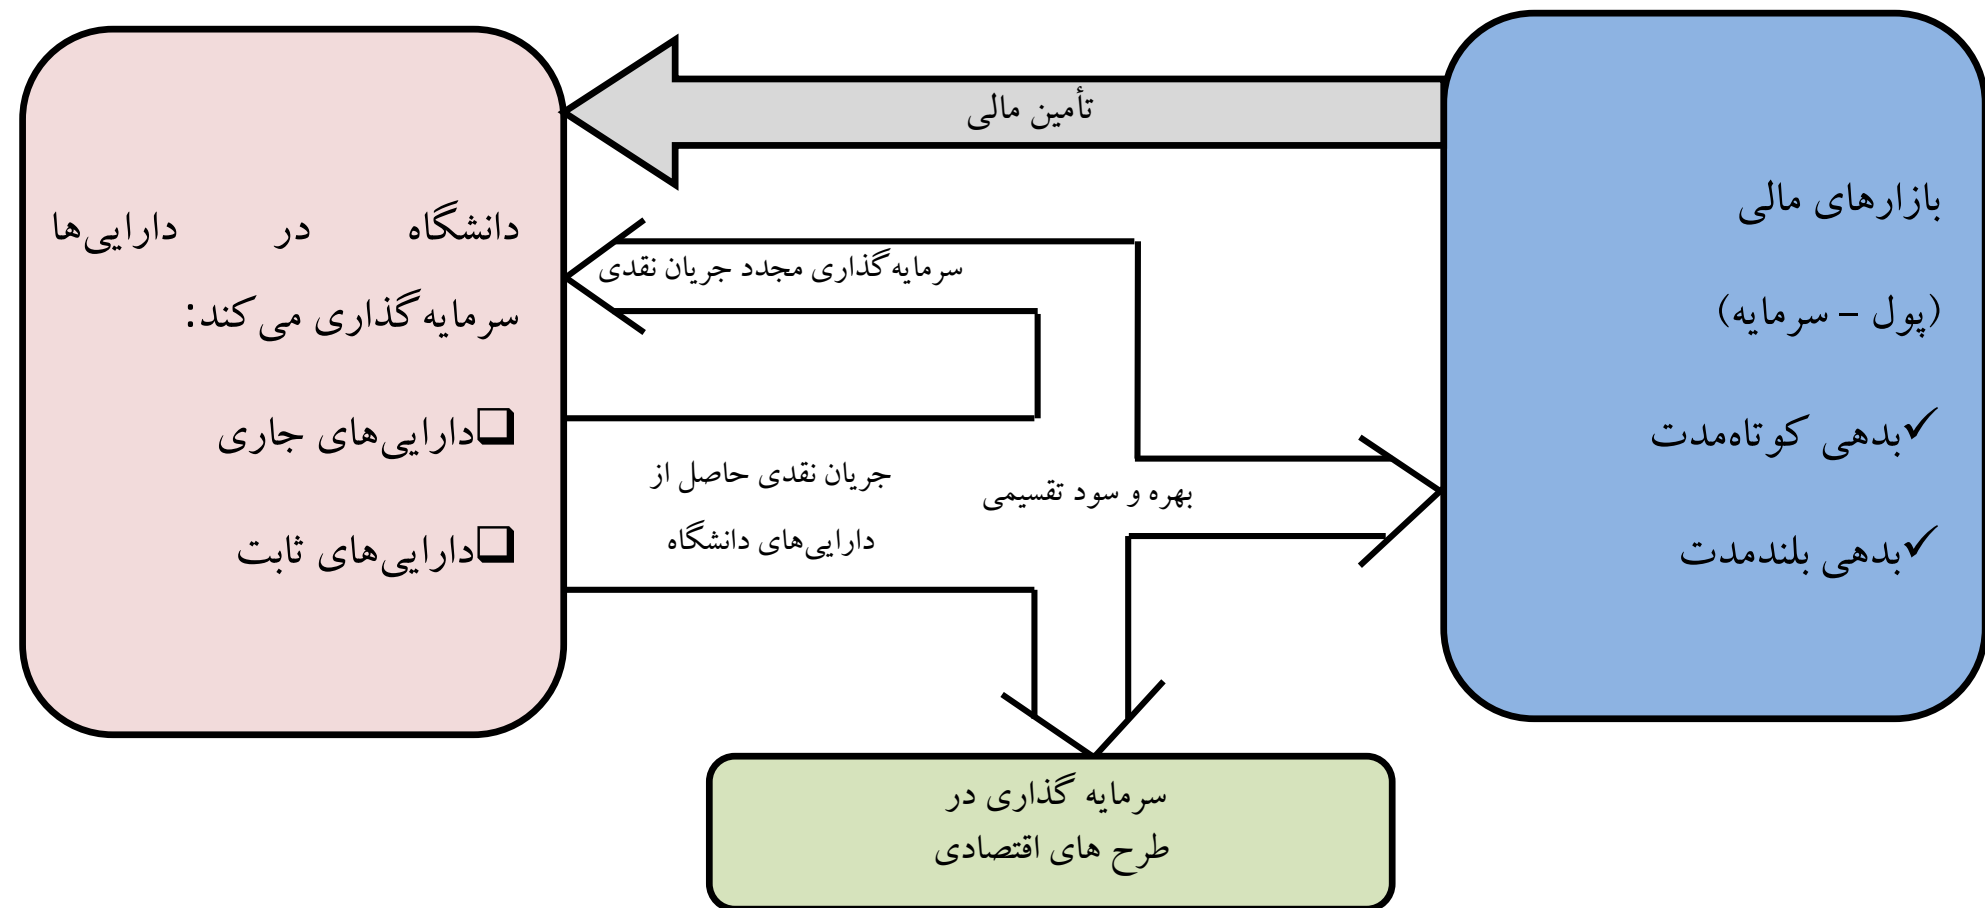 تأمین مالی
بازارهای مالی
(پول – سرمایه)
✓بدهی کوتاه‌مدت
✓بدهی بلندمدت
دانشگاه در دارایی‌ها
سرمایه‌گذاری می‌کند:
❑دارایی‌های جاری
❑دارایی‌های ثابت
سرمایه‌گذاری مجدد جریان نقدی
جریان نقدی حاصل از
دارایی‌های دانشگاه
بهره و سود تقسیمی
سرمایه گذاری در
طرح های اقتصادی